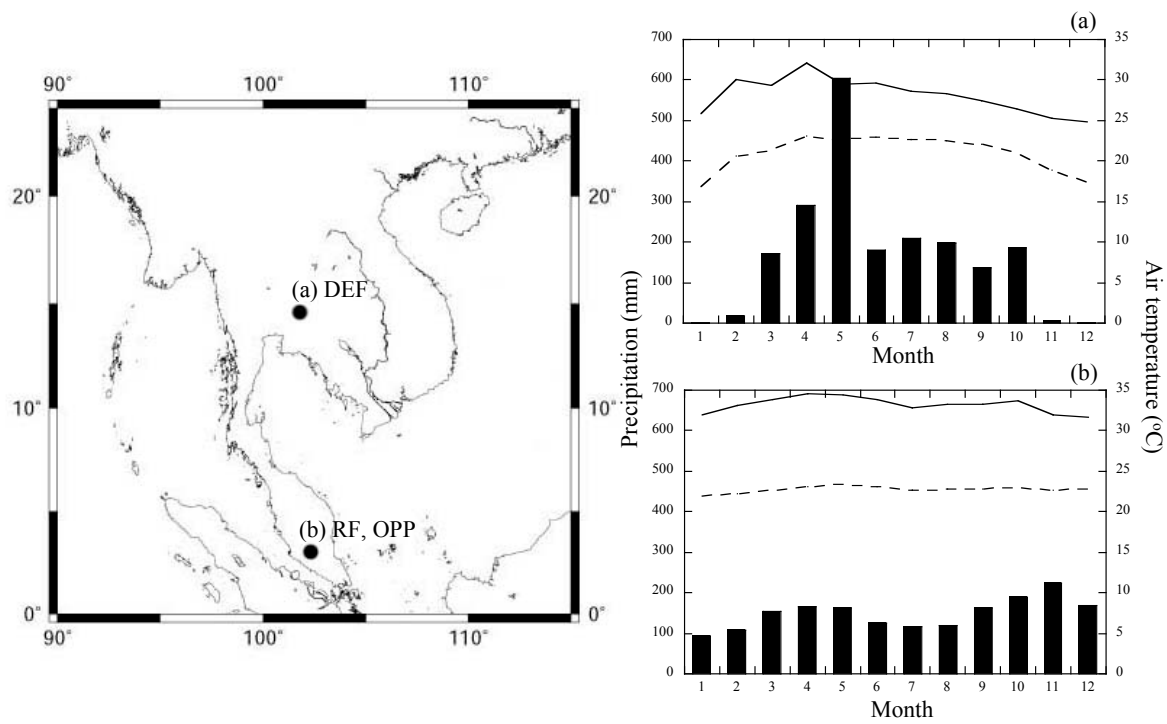 90° 100° 110°
20°
10°
0°
90° 100° 110°
(a) DEF
(b) RF, OPP
(a)
700 600 500 400 300 200 100 0
35 30 25 20 15 10 5 0
1 2 3 4 5 6 7 8 9 10 11 12
Month
Precipitation (mm)
Air temperature (°C)
(b)
700 600 500 400 300 200 100 0
35 30 25 20 15 10 5 0
1 2 3 4 5 6 7 8 9 10 11 12
Month
20°
10°
0°